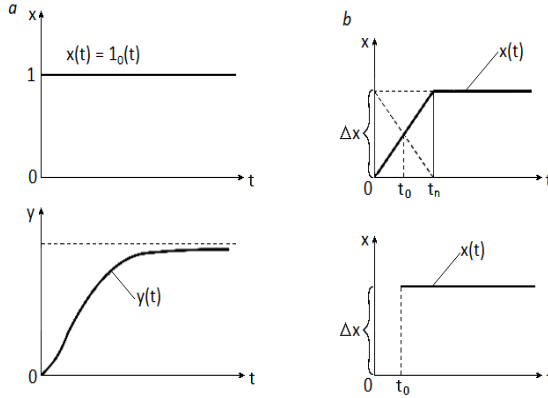 a
x
x(t) = 1₀(t)
1
0
t
y
y(t)
0
t
b
x
x(t)
Δx
0
t₀
tₙ
t
x
x(t)
Δx
0
t₀
t